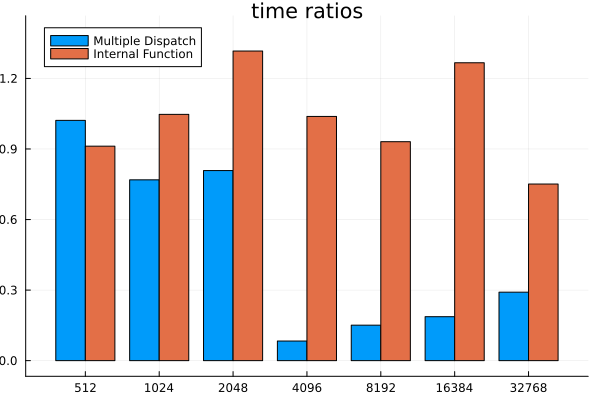 time ratios
Multiple Dispatch
Internal Function
1.2
0.9
0.6
0.3
0.0
512 1024 2048 4096 8192 16384 32768